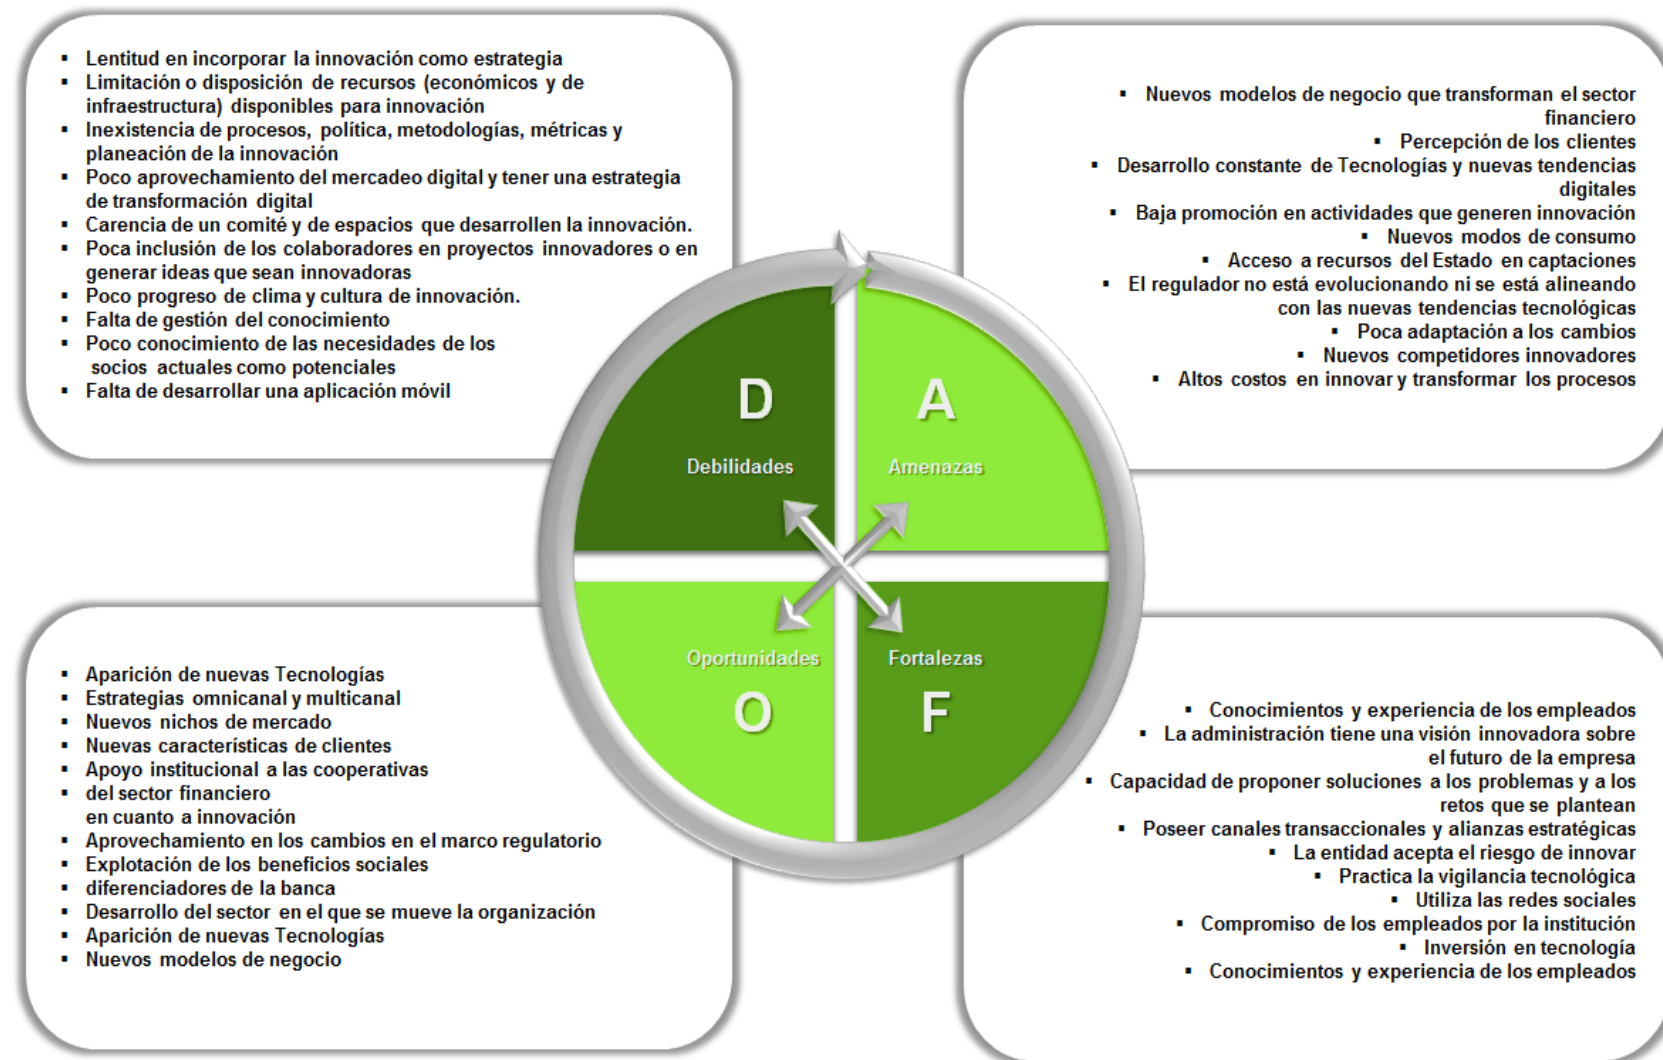 ▪ Lentitud en incorporar la innovación como estrategia
▪ Limitación o disposición de recursos (económicos y de
infraestructura) disponibles para innovación
▪ Inexistencia de procesos, política, metodologías, métricas y
planeación de la innovación
▪ Poco aprovechamiento del mercadeo digital y tener una estrategia
de transformación digital
▪ Carencia de un comité y de espacios que desarrollen la innovación.
▪ Poca inclusión de los colaboradores en proyectos innovadores o en
generar ideas que sean innovadoras
▪ Poco progreso de clima y cultura de innovación.
▪ Falta de gestión del conocimiento
▪ Poco conocimiento de las necesidades de los
socios actuales como potenciales
▪ Falta de desarrollar una aplicación móvil
▪ Nuevos modelos de negocio que transforman el sector
financiero
▪ Percepción de los clientes
▪ Desarrollo constante de Tecnologías y nuevas tendencias
digitales
▪ Baja promoción en actividades que generen innovación
▪ Nuevos modos de consumo
▪ Acceso a recursos del Estado en captaciones
▪ El regulador no está evolucionando ni se está alineando
con las nuevas tendencias tecnológicas
▪ Poca adaptación a los cambios
▪ Nuevos competidores innovadores
▪ Altos costos en innovar y transformar los procesos
D
Debilidades
A
Amenazas
Oportunidades
O
Fortalezas
F
▪ Aparición de nuevas Tecnologías
▪ Estrategias omnicanal y multicanal
▪ Nuevos nichos de mercado
▪ Nuevas características de clientes
▪ Apoyo institucional a las cooperativas
▪ del sector financiero
en cuanto a innovación
▪ Aprovechamiento en los cambios en el marco regulatorio
▪ Explotación de los beneficios sociales
▪ diferenciadores de la banca
▪ Desarrollo del sector en el que se mueve la organización
▪ Aparición de nuevas Tecnologías
▪ Nuevos modelos de negocio
▪ Conocimientos y experiencia de los empleados
▪ La administración tiene una visión innovadora sobre
el futuro de la empresa
▪ Capacidad de proponer soluciones a los problemas y a los
retos que se plantean
▪ Poseer canales transaccionales y alianzas estratégicas
▪ La entidad acepta el riesgo de innovar
▪ Practica la vigilancia tecnológica
▪ Utiliza las redes sociales
▪ Compromiso de los empleados por la institución
▪ Inversión en tecnología
▪ Conocimientos y experiencia de los empleados